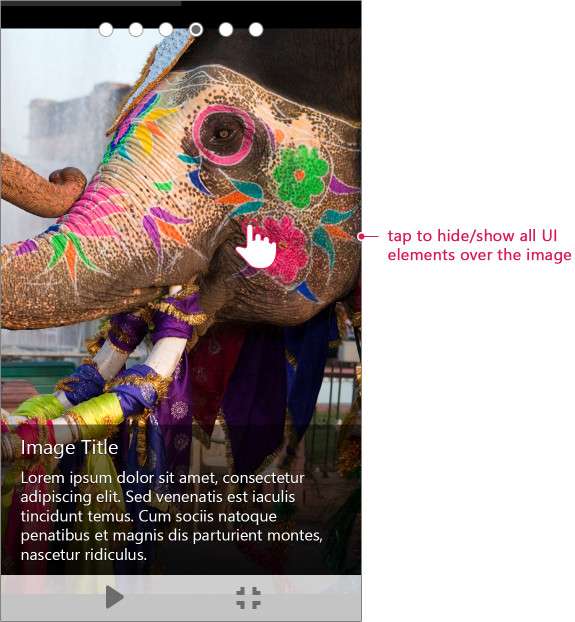 tap to hide/show all UI
elements over the image
Image Title
Lorem ipsum dolor sit amet, consectetur
adipiscing elit. Sed venenatis est iaculis
tincidunt temus. Cum sociis natoque
penatibus et magnis dis parturient montes,
nascetur ridiculus.